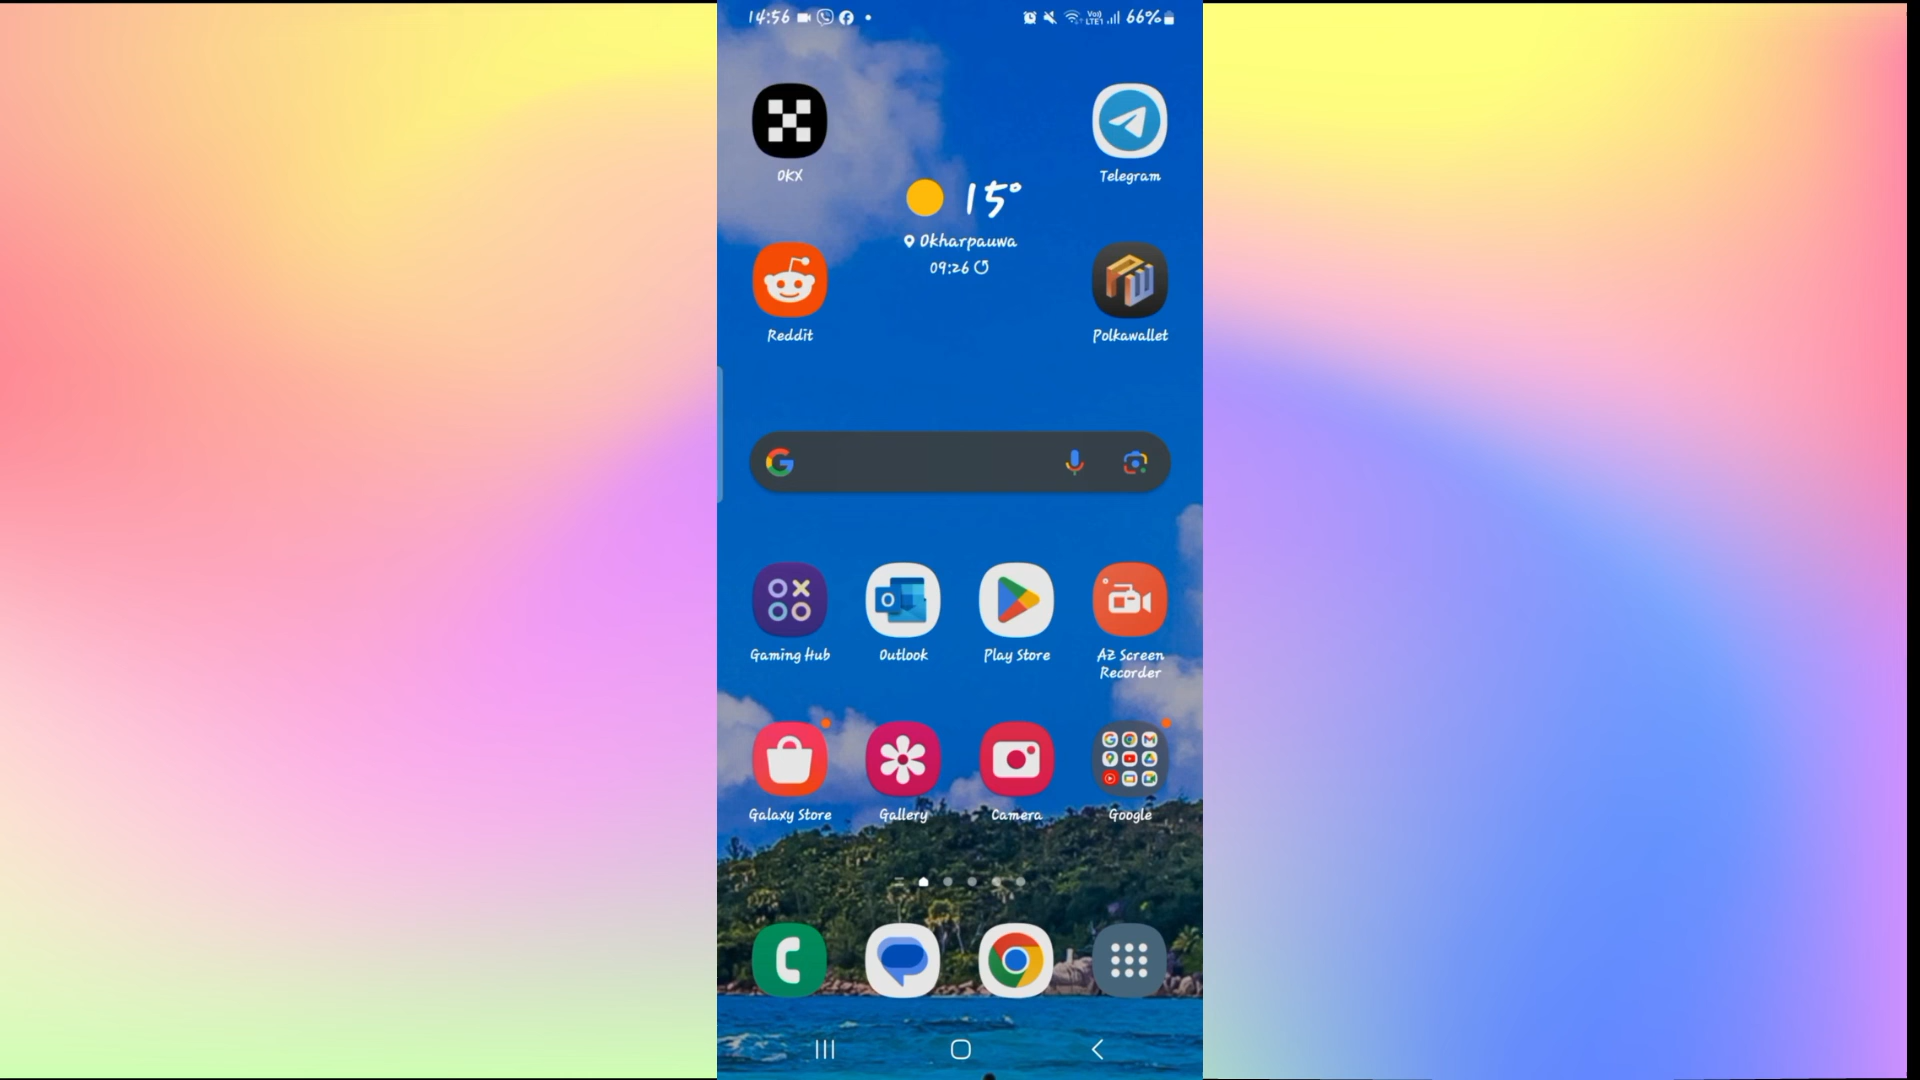 14:56 66%
OKX
Telegram
15°
Okharpauwa
09:26
Reddit
Polkawallet
Gaming Hub
Outlook
Play Store
AZ Screen
Recorder
Galaxy Store
Gallery
Camera
Google